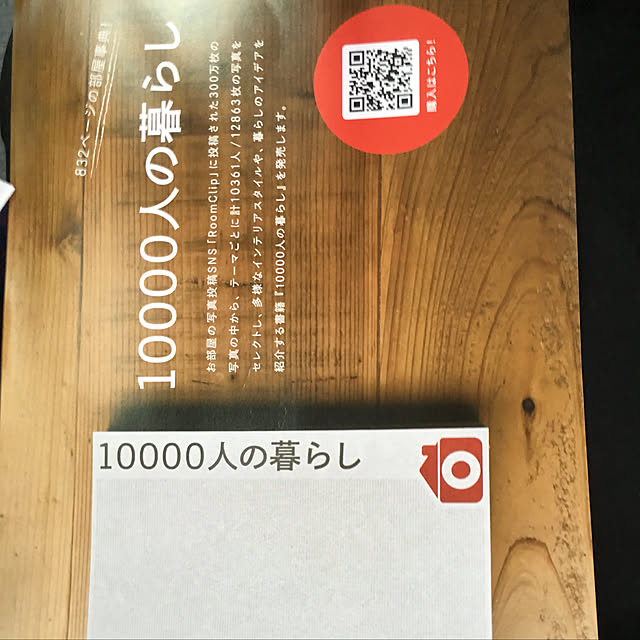 832ページの部屋事典！
10000人の暮らし
お部屋の写真投稿SNS「RoomClip」に投稿された300万枚の
写真の中から、テーマごとに計10361人/12863枚の写真を
セレクトし、多様なインテリアスタイルや、暮らしのアイデアを
紹介する書籍『10000人の暮らし』を発売します。
購入はこちら！
10000人の暮らし